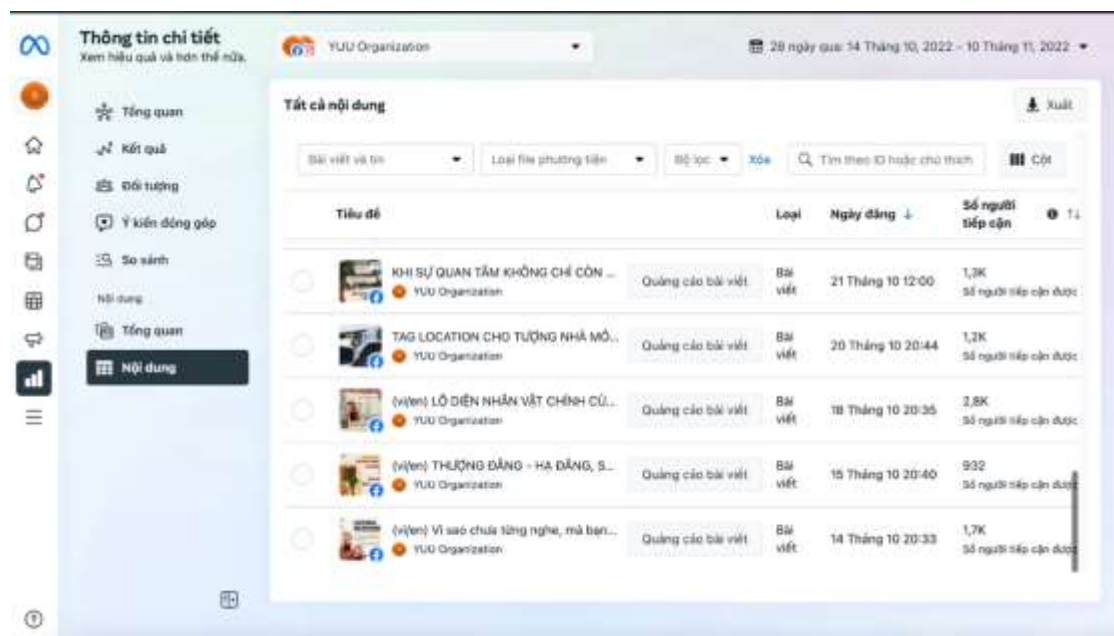 Thông tin chi tiết
Xem hiệu quả và hơn thế nữa.
YUU Organization
28 ngày qua: 14 Tháng 10, 2022 - 10 Tháng 11, 2022
Tổng quan
Kết quả
Đối tượng
Ý kiến đóng góp
So sánh
Nội dung
Tổng quan
Nội dung
Tất cả nội dung
Xuất
Bài viết và tin
Loại file phương tiện
Bộ lọc
Xóa
Tìm theo ID hoặc chú thích
Cột
Tiêu đề
Loại
Ngày đăng
Số người
tiếp cận
KHI SỰ QUAN TÂM KHÔNG CHỈ CÒN ...
YUU Organization
Quảng cáo bài viết
Bài
viết
21 Tháng 10 12:00
1,3K
Số người tiếp cận được
TAG LOCATION CHO TƯỢNG NHÀ MỒ...
YUU Organization
Quảng cáo bài viết
Bài
viết
20 Tháng 10 20:44
1,2K
Số người tiếp cận được
(vi/en) LỘ DIỆN NHÂN VẬT CHÍNH CỦ...
YUU Organization
Quảng cáo bài viết
Bài
viết
18 Tháng 10 20:35
2,8K
Số người tiếp cận được
(vi/en) THƯỢNG ĐẲNG - HẠ ĐẲNG, S...
YUU Organization
Quảng cáo bài viết
Bài
viết
15 Tháng 10 20:40
932
Số người tiếp cận được
(vi/en) Vì sao chưa từng nghe, mà bạn...
YUU Organization
Quảng cáo bài viết
Bài
viết
14 Tháng 10 20:33
1,7K
Số người tiếp cận được